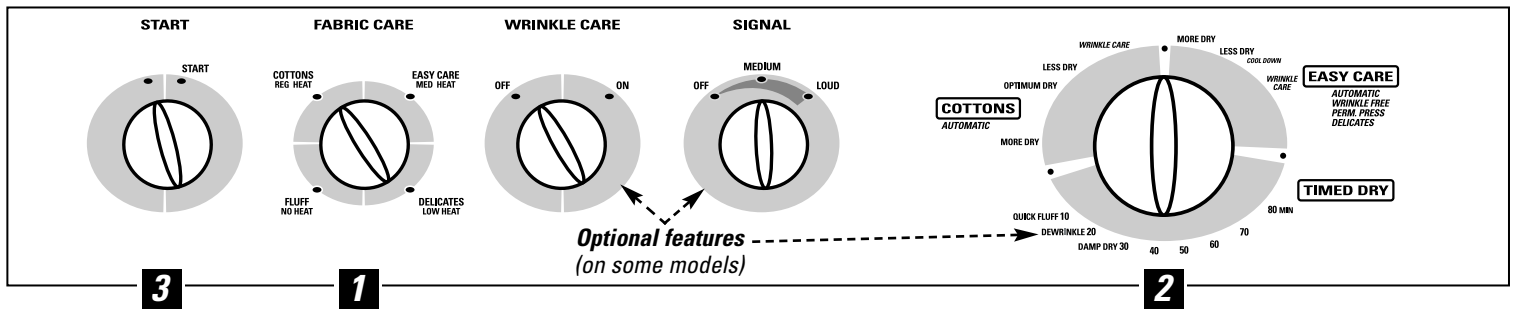 START
START
FABRIC CARE
COTTONS
REG HEAT
EASY CARE
MED HEAT
FLUFF
NO HEAT
DELICATES
LOW HEAT
WRINKLE CARE
OFF
ON
SIGNAL
OFF
MEDIUM
LOUD
Optional features
(on some models)
COTTONS
AUTOMATIC
MORE DRY
OPTIMUM DRY
LESS DRY
WRINKLE CARE
MORE DRY
LESS DRY
COOL DOWN
WRINKLE
CARE
EASY CARE
AUTOMATIC
WRINKLE FREE
PERM. PRESS
DELICATES
TIMED DRY
80 MIN
70
60
50
40
DAMP DRY 30
DEWRINKLE 20
QUICK FLUFF 10
3
1
2